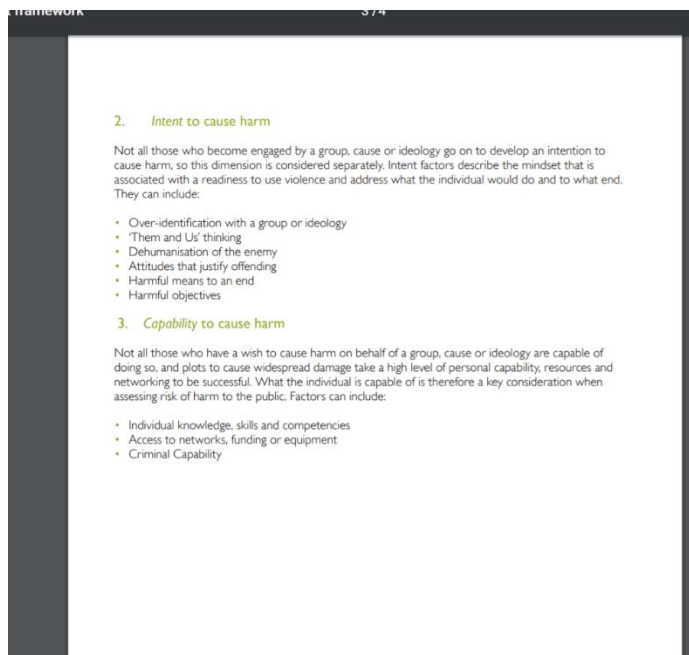 framework
3 / 4
2. Intent to cause harm
Not all those who become engaged by a group, cause or ideology go on to develop an intention to
cause harm, so this dimension is considered separately. Intent factors describe the mindset that is
associated with a readiness to use violence and address what the individual would do and to what end.
They can include:
• Over-identification with a group or ideology
• 'Them and Us' thinking
• Dehumanisation of the enemy
• Attitudes that justify offending
• Harmful means to an end
• Harmful objectives
3. Capability to cause harm
Not all those who have a wish to cause harm on behalf of a group, cause or ideology are capable of
doing so, and plots to cause widespread damage take a high level of personal capability, resources and
networking to be successful. What the individual is capable of is therefore a key consideration when
assessing risk of harm to the public. Factors can include:
• Individual knowledge, skills and competencies
• Access to networks, funding or equipment
• Criminal Capability